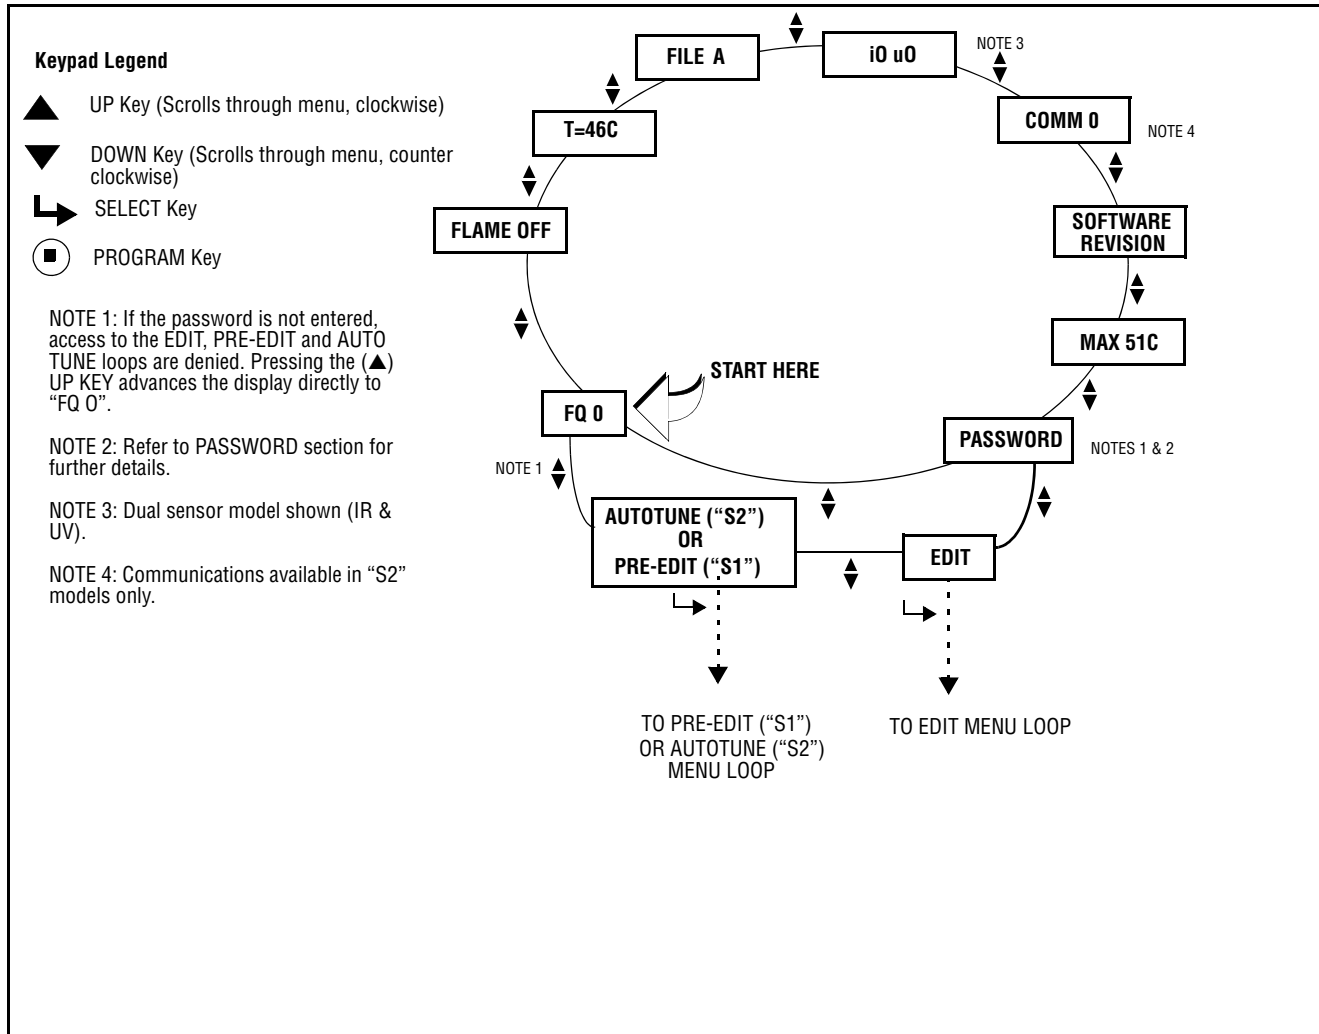 Keypad Legend
UP Key (Scrolls through menu, clockwise)
DOWN Key (Scrolls through menu, counter
clockwise)
SELECT Key
PROGRAM Key
NOTE 1: If the password is not entered,
access to the EDIT, PRE-EDIT and AUTO
TUNE loops are denied. Pressing the (▲)
UP KEY advances the display directly to
“FQ 0”.
NOTE 2: Refer to PASSWORD section for
further details.
NOTE 3: Dual sensor model shown (IR &
UV).
NOTE 4: Communications available in “S2”
models only.
FILE A
iO uO
NOTE 3
T=46C
COMM 0
NOTE 4
FLAME OFF
SOFTWARE
REVISION
MAX 51C
START HERE
FQ 0
PASSWORD
NOTES 1 & 2
NOTE 1
AUTOTUNE (“S2”)
OR
PRE-EDIT (“S1”)
EDIT
TO PRE-EDIT (“S1”)
OR AUTOTUNE (“S2”)
MENU LOOP
TO EDIT MENU LOOP